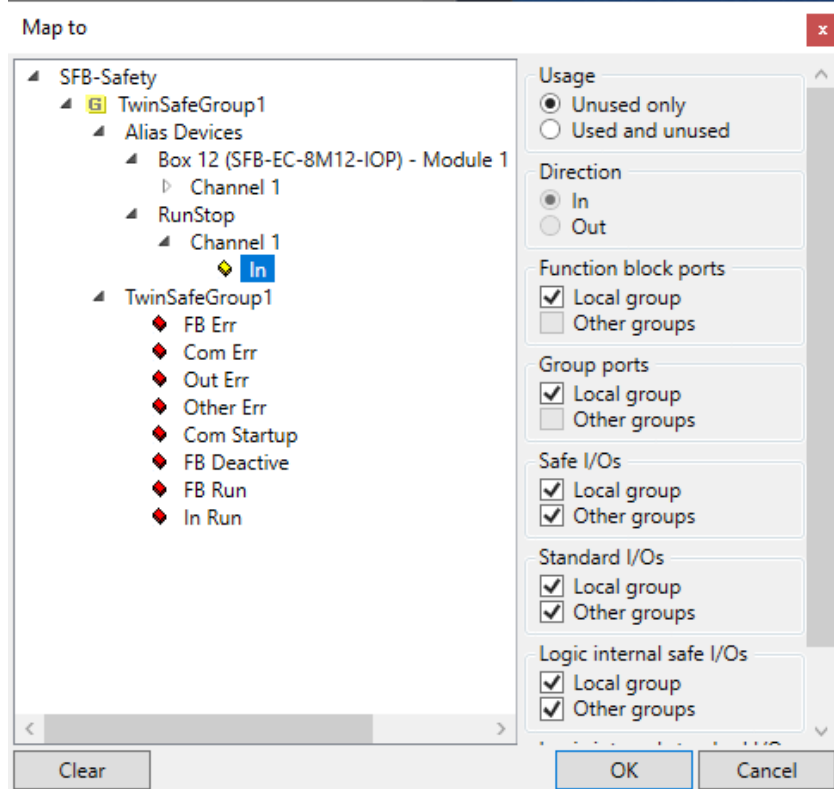 Map to
x
SFB-Safety
G TwinSafeGroup1
Alias Devices
Box 12 (SFB-EC-8M12-IOP) - Module 1
Channel 1
RunStop
Channel 1
In
TwinSafeGroup1
FB Err
Com Err
Out Err
Other Err
Com Startup
FB Deactive
FB Run
In Run
Usage
Unused only
Used and unused
Direction
In
Out
Function block ports
Local group
Other groups
Group ports
Local group
Other groups
Safe I/Os
Local group
Other groups
Standard I/Os
Local group
Other groups
Logic internal safe I/Os
Local group
Other groups
Clear
OK
Cancel